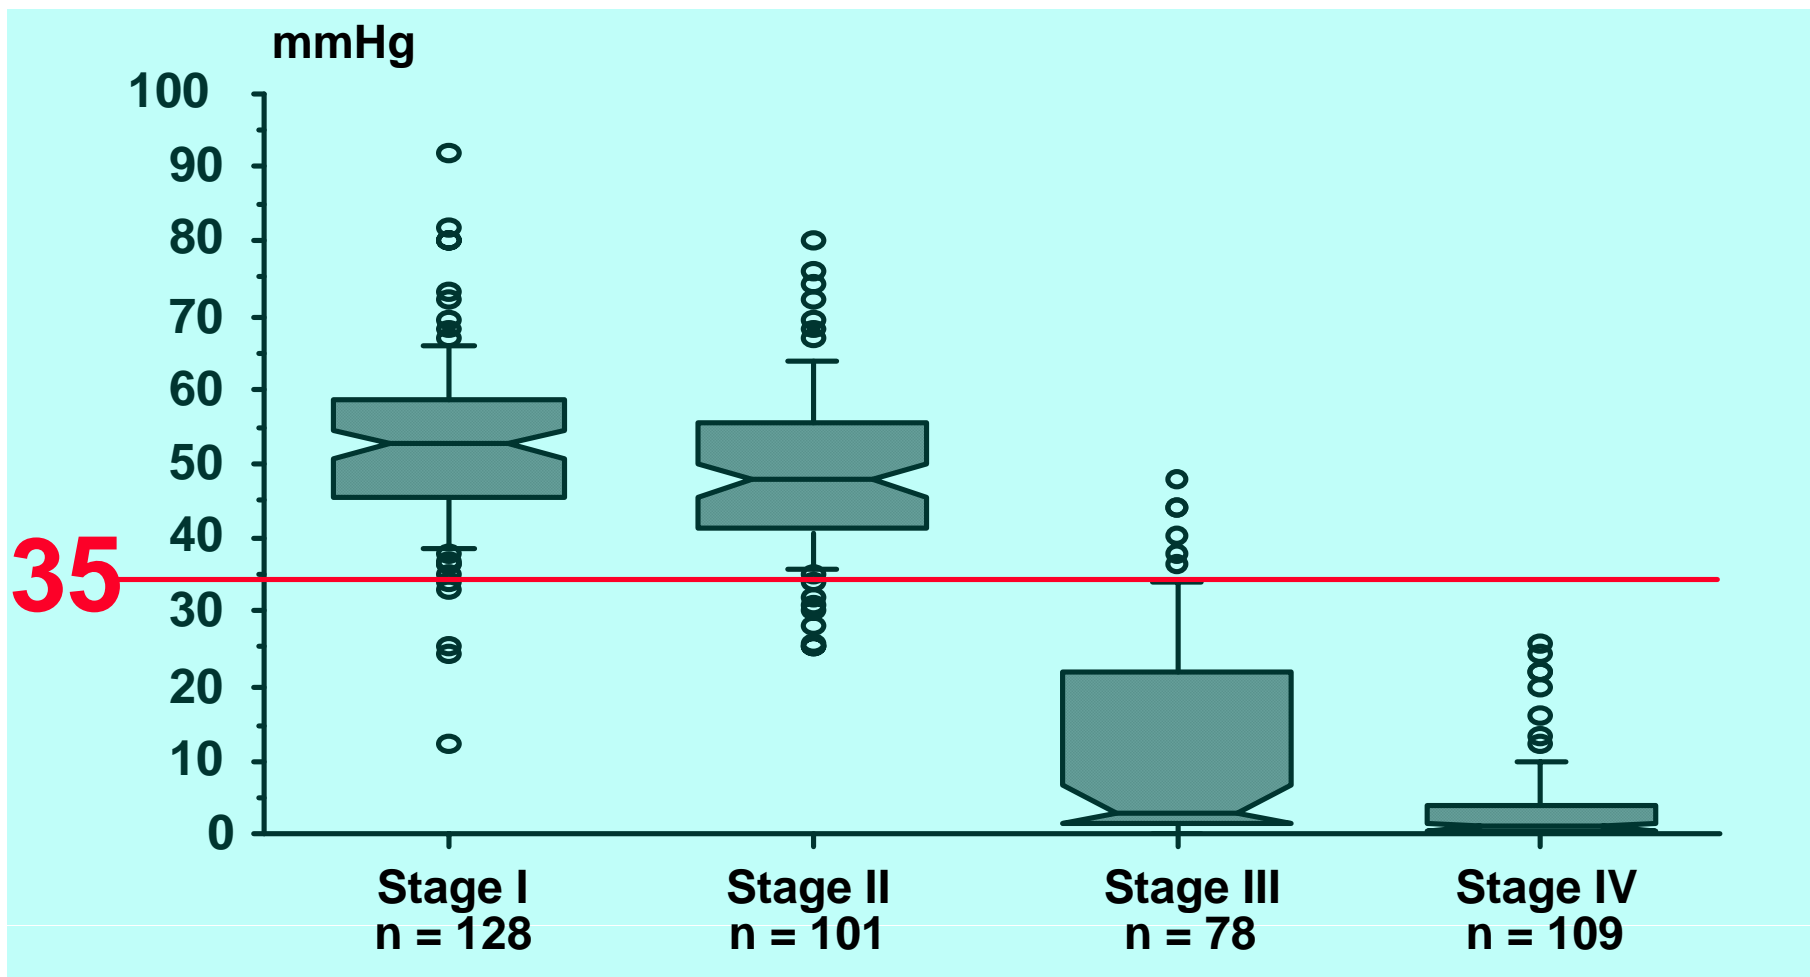 mmHg
100
90
80
70
60
50
40
35
30
20
10
0
Stage I
n = 128
Stage II
n = 101
Stage III
n = 78
Stage IV
n = 109